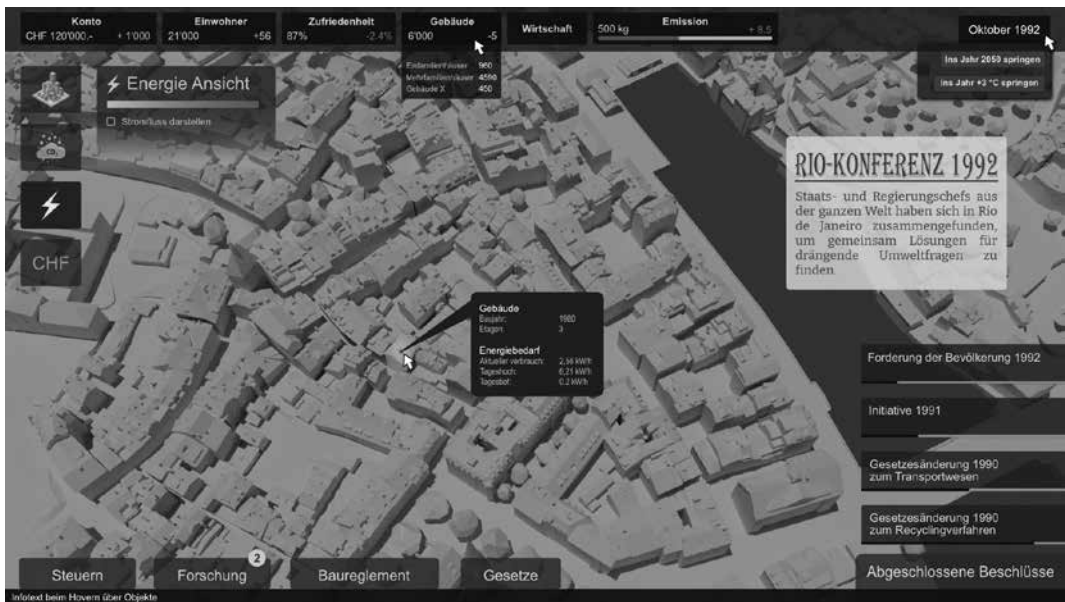 Konto
CHF 120'000.- + 1'000
Einwohner
21'000 +56
Zufriedenheit
87% -2.4%
Gebäude
6'000 -5
Einfamilienhäuser 960
Mehrfamilienhäuser 4590
Gebäude X 450
Wirtschaft
Emission
500 kg + 8.5
Oktober 1992
Ins Jahr 2050 springen
Ins Jahr +2 °C springen
Energie Ansicht
Stromfluss darstellen
CO₂
CHF
RIO-KONFERENZ 1992
Staats- und Regierungschefs aus
der ganzen Welt haben sich in Rio
de Janeiro zusammengefunden,
um gemeinsam Lösungen für
drängende Umweltfragen zu
finden
Gebäude
Baujahr: 1980
Etagen: 3
Energiebedarf
Aktueller verbrauch: 2,56 kW/h
Tageshoch: 6,21 kW/h
Tagestief: 0.2 kW/h
Forderung der Bevölkerung 1992
Initiative 1991
Gesetzesänderung 1990
zum Transportwesen
Gesetzesänderung 1990
zum Recyclingverfahren
Abgeschlossene Beschlüsse
Steuern
Forschung
2
Baureglement
Gesetze
Infotext beim Hovern über Objekte